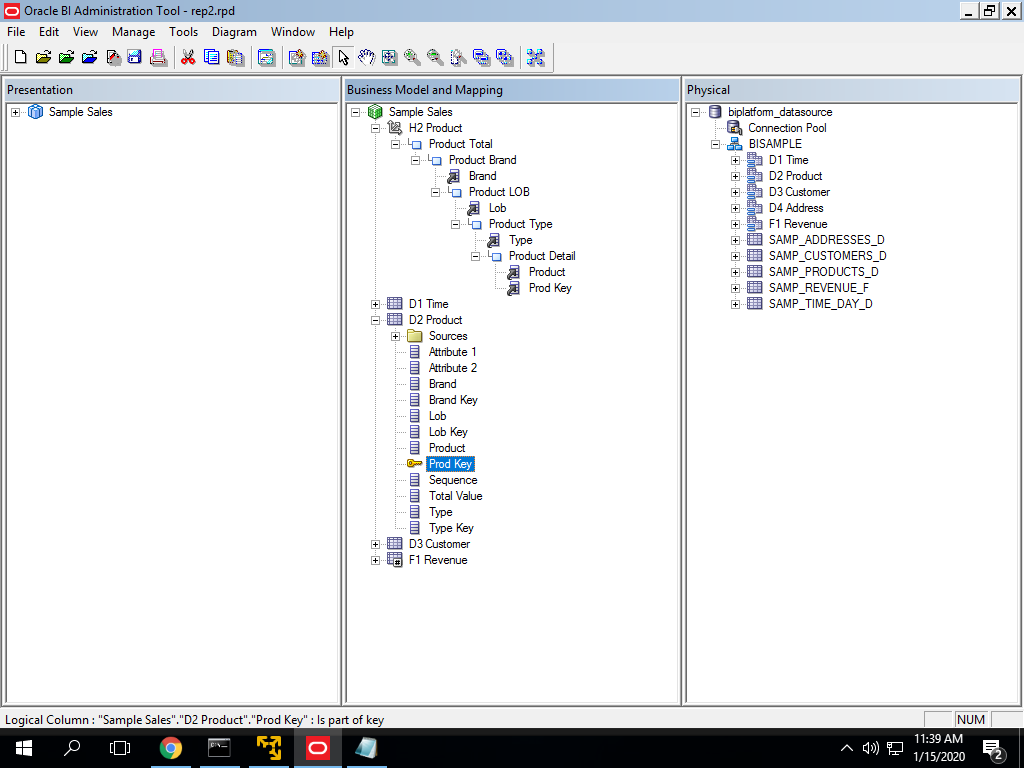 Oracle BI Administration Tool - rep2.rpd
File Edit View Manage Tools Diagram Window Help
Presentation
Sample Sales
Business Model and Mapping
Sample Sales
H2 Product
Product Total
Product Brand
Brand
Product LOB
Lob
Product Type
Type
Product Detail
Product
Prod Key
D1 Time
D2 Product
Sources
Attribute 1
Attribute 2
Brand
Brand Key
Lob
Lob Key
Product
Prod Key
Sequence
Total Value
Type
Type Key
D3 Customer
F1 Revenue
Physical
biplatform_datasource
Connection Pool
BISAMPLE
D1 Time
D2 Product
D3 Customer
D4 Address
F1 Revenue
SAMP_ADDRESSES_D
SAMP_CUSTOMERS_D
SAMP_PRODUCTS_D
SAMP_REVENUE_F
SAMP_TIME_DAY_D
Logical Column : "Sample Sales"."D2 Product"."Prod Key" : Is part of key
NUM
11:39 AM
1/15/2020
2